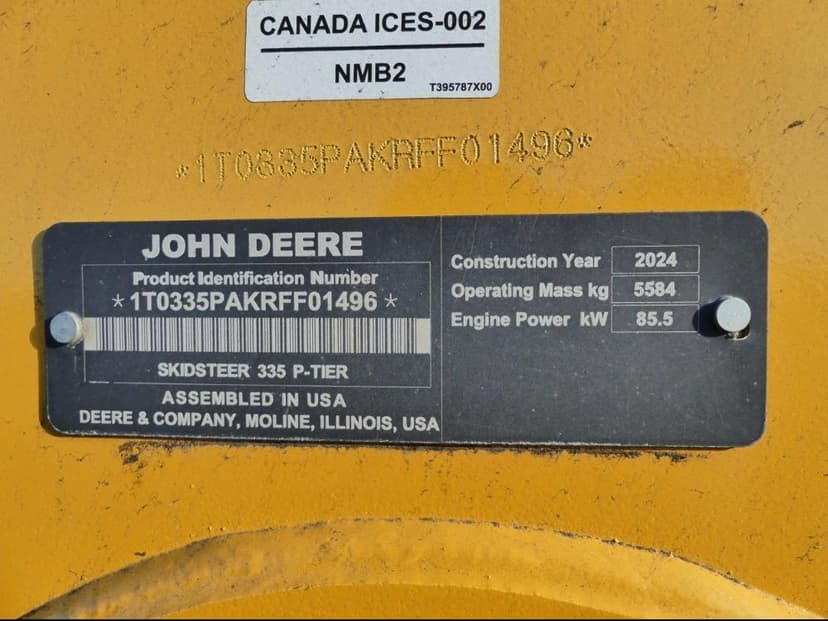 CANADA ICES-002
NMB2
T395787X00
*1T0335PAKRFF01496*
JOHN DEERE
Product Identification Number
*1T0335PAKRFF01496*
SKIDSTEER 335 P-TIER
ASSEMBLED IN USA
DEERE & COMPANY, MOLINE, ILLINOIS, USA
Construction Year 2024
Operating Mass kg 5584
Engine Power kW 85.5